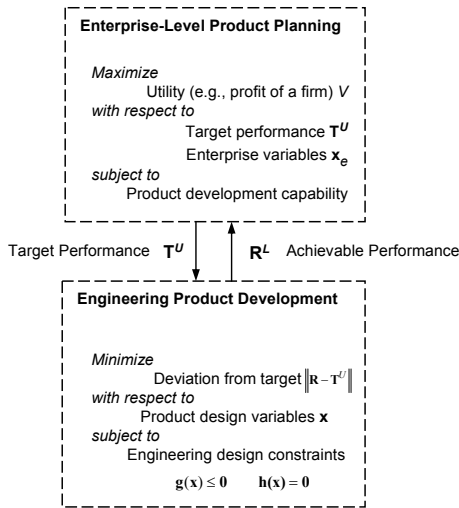 Enterprise-Level Product Planning
Maximize
Utility (e.g., profit of a firm) V
with respect to
Target performance T^U
Enterprise variables x_e
subject to
Product development capability
Target Performance T^U R^L Achievable Performance
Engineering Product Development
Minimize
Deviation from target ‖R − T^U‖
with respect to
Product design variables x
subject to
Engineering design constraints
g(x) ≤ 0 h(x) = 0